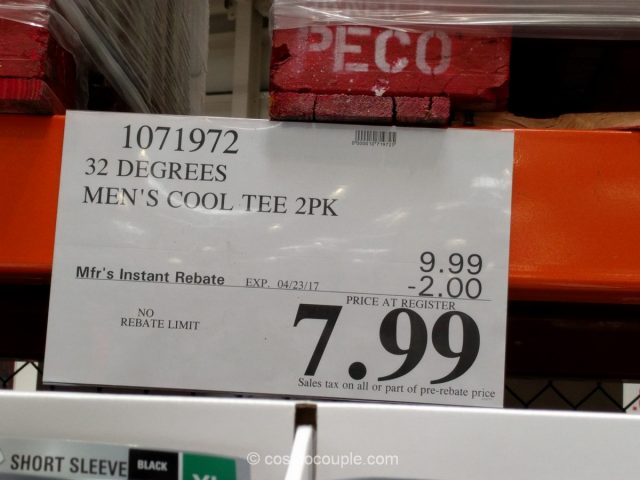 PECO
1071972
32 DEGREES
MEN'S COOL TEE 2PK
9.99
Mfr's Instant Rebate EXP. 04/23/17 -2.00
PRICE AT REGISTER
NO
REBATE LIMIT
7.99
Sales tax on all or part of pre-rebate price
SHORT SLEEVE BLACK XL
© costcocouple.com